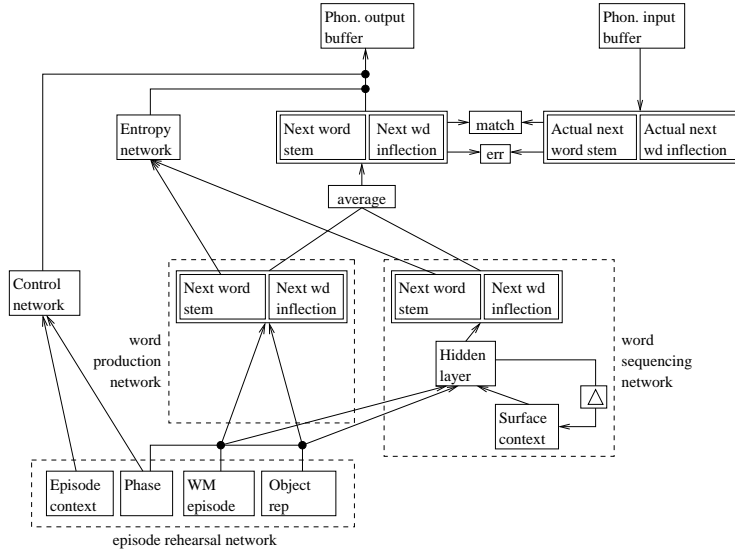 Phon. output
buffer
Phon. input
buffer
Entropy
network
Next word
stem
Next wd
inflection
match
err
Actual next
word stem
Actual next
wd inflection
average
Control
network
Next word
stem
Next wd
inflection
word
production
network
Next word
stem
Next wd
inflection
Hidden
layer
Surface
context
word
sequencing
network
Episode
context
Phase
WM
episode
Object
rep
episode rehearsal network